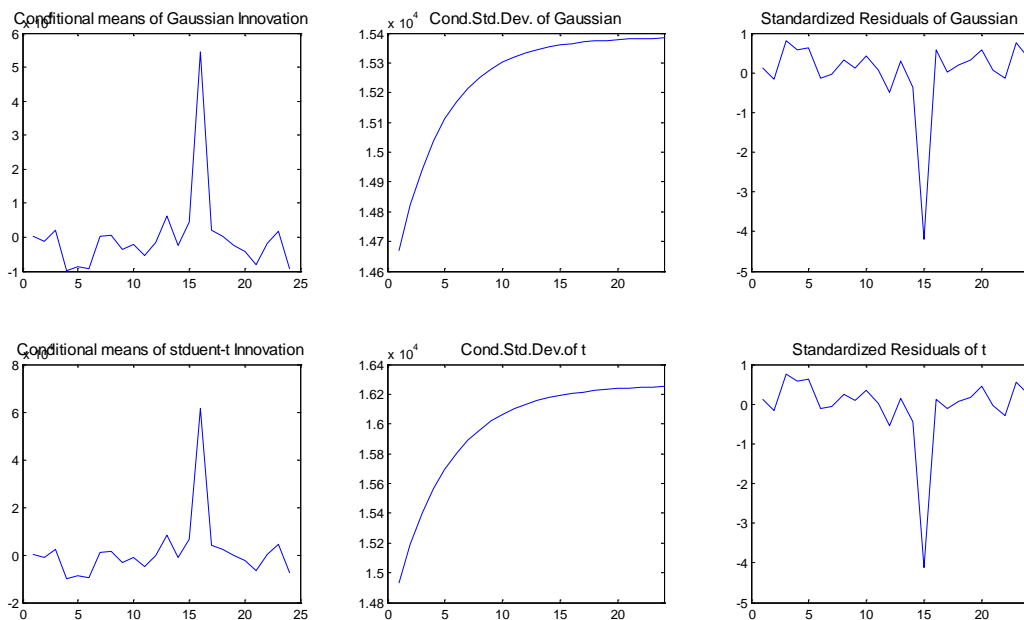 Conditional means of Gaussian Innovation
Cond.Std.Dev. of Gaussian
Standardized Residuals of Gaussian
x 10
x 10^4
6
5
4
3
2
1
0
-1
0 5 10 15 20 25
1.54
1.53
1.52
1.51
1.5
1.49
1.48
1.47
1.46
0 5 10 15 20
1
0
-1
-2
-3
-4
-5
0 5 10 15 20
Conditional means of stduent-t Innovation
Cond.Std.Dev.of t
Standardized Residuals of t
x 10
x 10^4
8
6
4
2
0
-2
0 5 10 15 20 25
1.64
1.62
1.6
1.58
1.56
1.54
1.52
1.5
1.48
0 5 10 15 20
1
0
-1
-2
-3
-4
-5
0 5 10 15 20